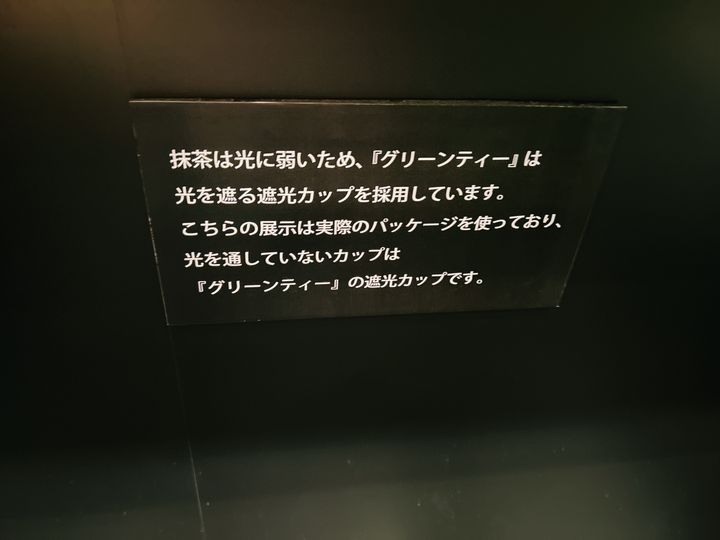 抹茶は光に弱いため、『グリーンティー』は
光を遮る遮光カップを採用しています。
こちらの展示は実際のパッケージを使っており、
光を通していないカップは
『グリーンティー』の遮光カップです。